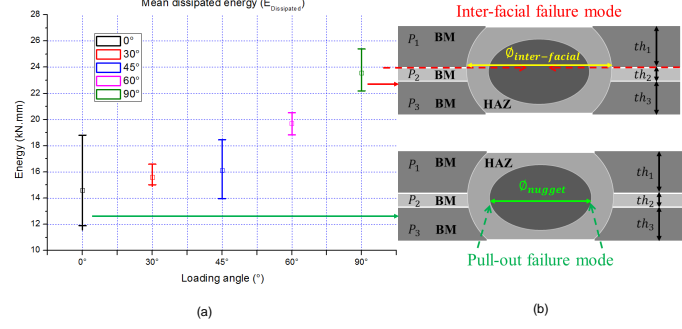 Mean dissipated energy (E_Dissipated)
Energy (kN.mm)
28
26
24
22
20
18
16
14
12
10
0°
30°
45°
60°
90°
0°
30°
45°
60°
90°
Loading angle (°)
(a)
Inter-facial failure mode
P1 BM
∅inter−facial
th1
P2 BM
th2
P3 BM
HAZ
th3
P1 BM
HAZ
th1
P2 BM
∅nugget
th2
P3 BM
th3
Pull-out failure mode
(b)